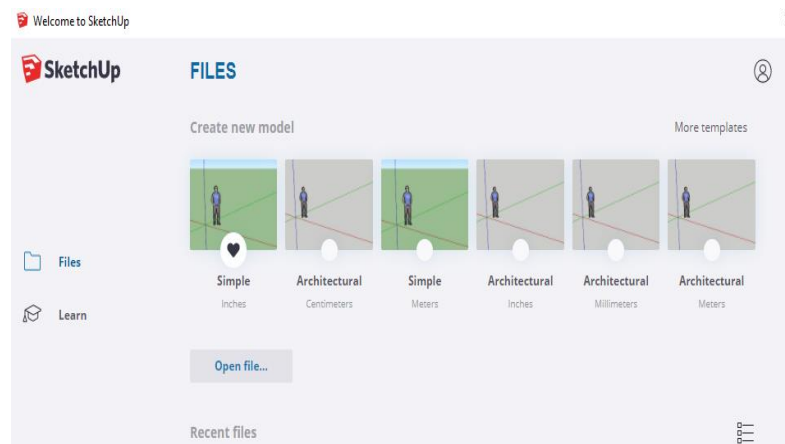 Welcome to SketchUp
SketchUp
FILES
Create new model
More templates
Simple
Inches
Architectural
Centimeters
Simple
Meters
Architectural
Inches
Architectural
Millimeters
Architectural
Meters
Files
Learn
Open file...
Recent files